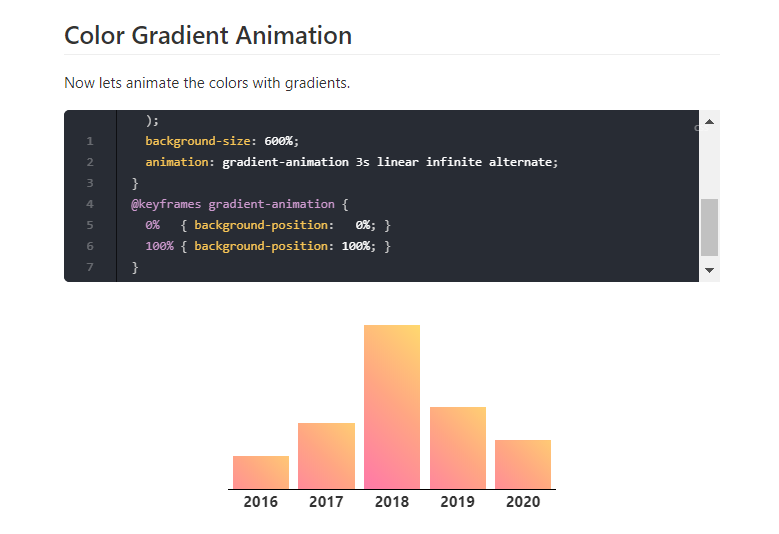 Color Gradient Animation
Now lets animate the colors with gradients.
);
1 background-size: 600%;
2 animation: gradient-animation 3s linear infinite alternate;
3 }
4 @keyframes gradient-animation {
5 0%   { background-position:   0%; }
6 100% { background-position: 100%; }
7 }
2016 2017 2018 2019 2020